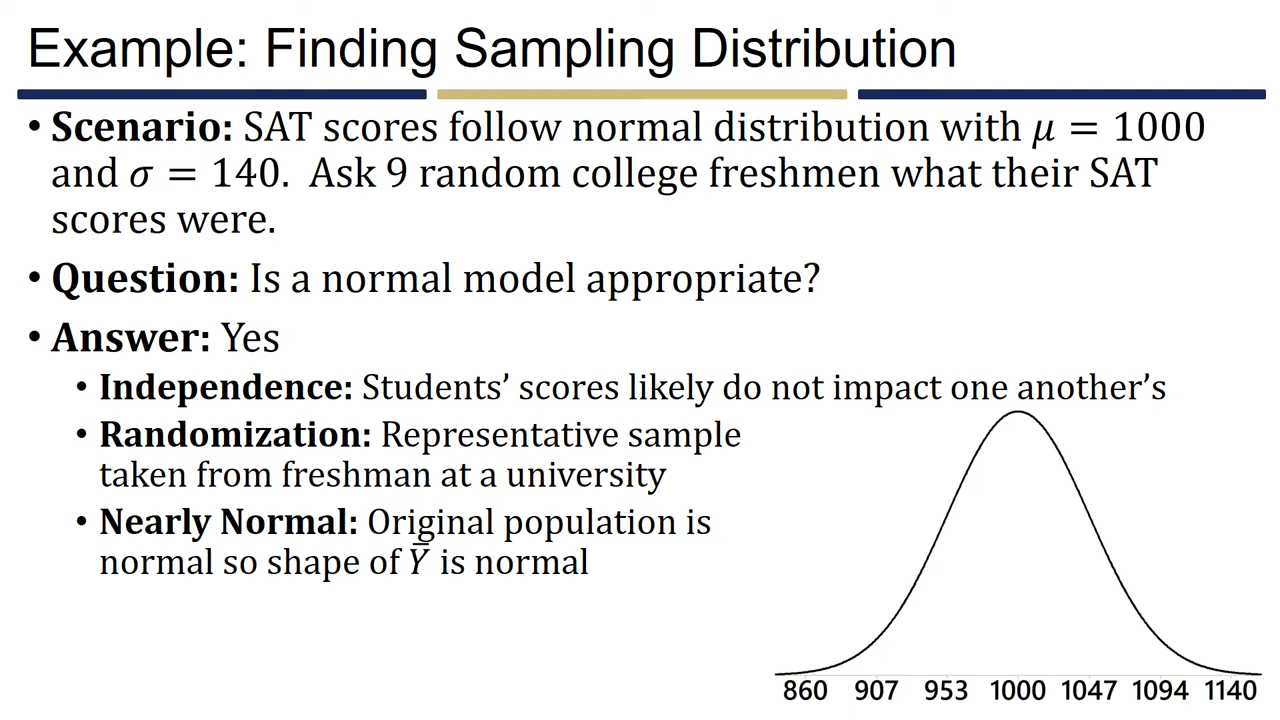 Example: Finding Sampling Distribution
• Scenario: SAT scores follow normal distribution with μ = 1000
and σ = 140. Ask 9 random college freshmen what their SAT
scores were.
• Question: Is a normal model appropriate?
• Answer: Yes
• Independence: Students’ scores likely do not impact one another’s
• Randomization: Representative sample
taken from freshman at a university
• Nearly Normal: Original population is
normal so shape of Ȳ is normal
860 907 953 1000 1047 1094 1140